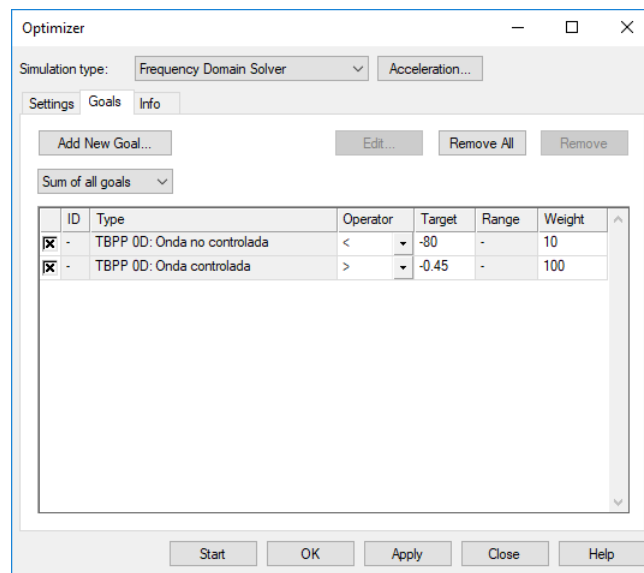 Optimizer
Simulation type: Frequency Domain Solver Acceleration...
Settings Goals Info
Add New Goal... Edit... Remove All Remove
Sum of all goals
ID Type Operator Target Range Weight
- TBPP 0D: Onda no controlada < -80 - 10
- TBPP 0D: Onda controlada > -0.45 - 100
Start OK Apply Close Help